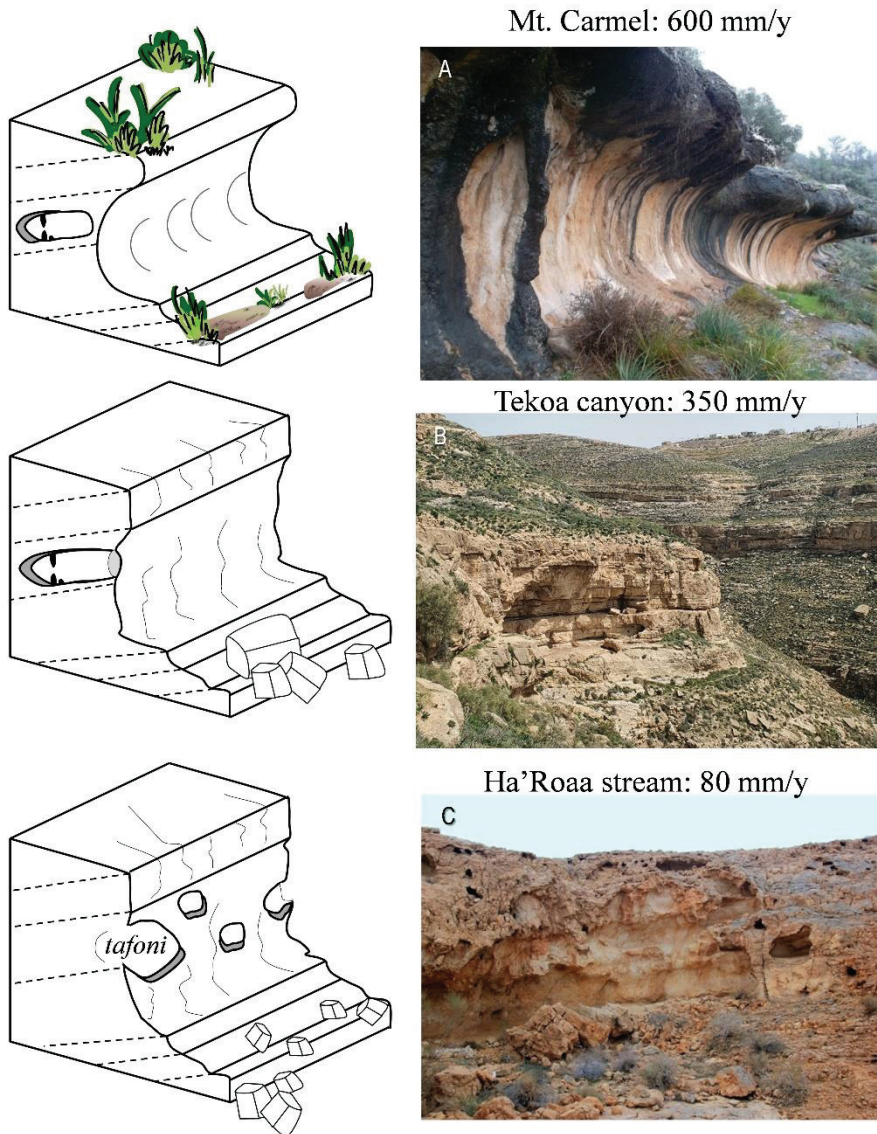 Mt. Carmel: 600 mm/y
A
Tekoa canyon: 350 mm/y
B
Ha’Roaa stream: 80 mm/y
C
tafoni